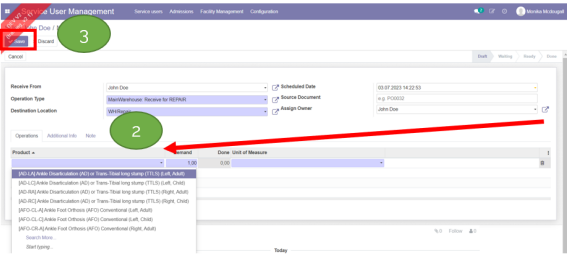 Service User Management Service users Admissions Facility Management Configuration Monika Mcdougall
Doe /
Save Discard
3
Cancel Draft Waiting Ready Done
Receive From John Doe Scheduled Date 03.07.2023 14:22:53
Operation Type Main/Warehouse: Receive for REPAIR Source Document e.g. PO0032
Destination Location WH/Repair Assign Owner John Doe
Operations Additional Info Note
2
Product Demand Done Unit of Measure
1,00 0,00
[AD-LA] Ankle Disarticulation (AD) or Trans-Tibial long stump (TTLS) (Left, Adult)
[AD-LC] Ankle Disarticulation (AD) or Trans-Tibial long stump (TTLS) (Left, Child)
[AD-RA] Ankle Disarticulation (AD) or Trans-Tibial long stump (TTLS) (Right, Adult)
[AD-RC] Ankle Disarticulation (AD) or Trans-Tibial long stump (TTLS) (Right, Child)
[AFO-CL-A] Ankle Foot Orthosis (AFO) Conventional (Left, Adult)
[AFO-CL-C] Ankle Foot Orthosis (AFO) Conventional (Left, Child)
[AFO-CR-A] Ankle Foot Orthosis (AFO) Conventional (Right, Adult)
Search More...
Start typing...
0 Follow 0
Today